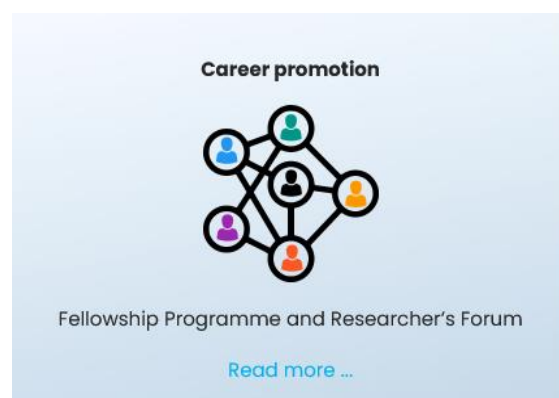 Career promotion
Fellowship Programme and Researcher's Forum
Read more ...